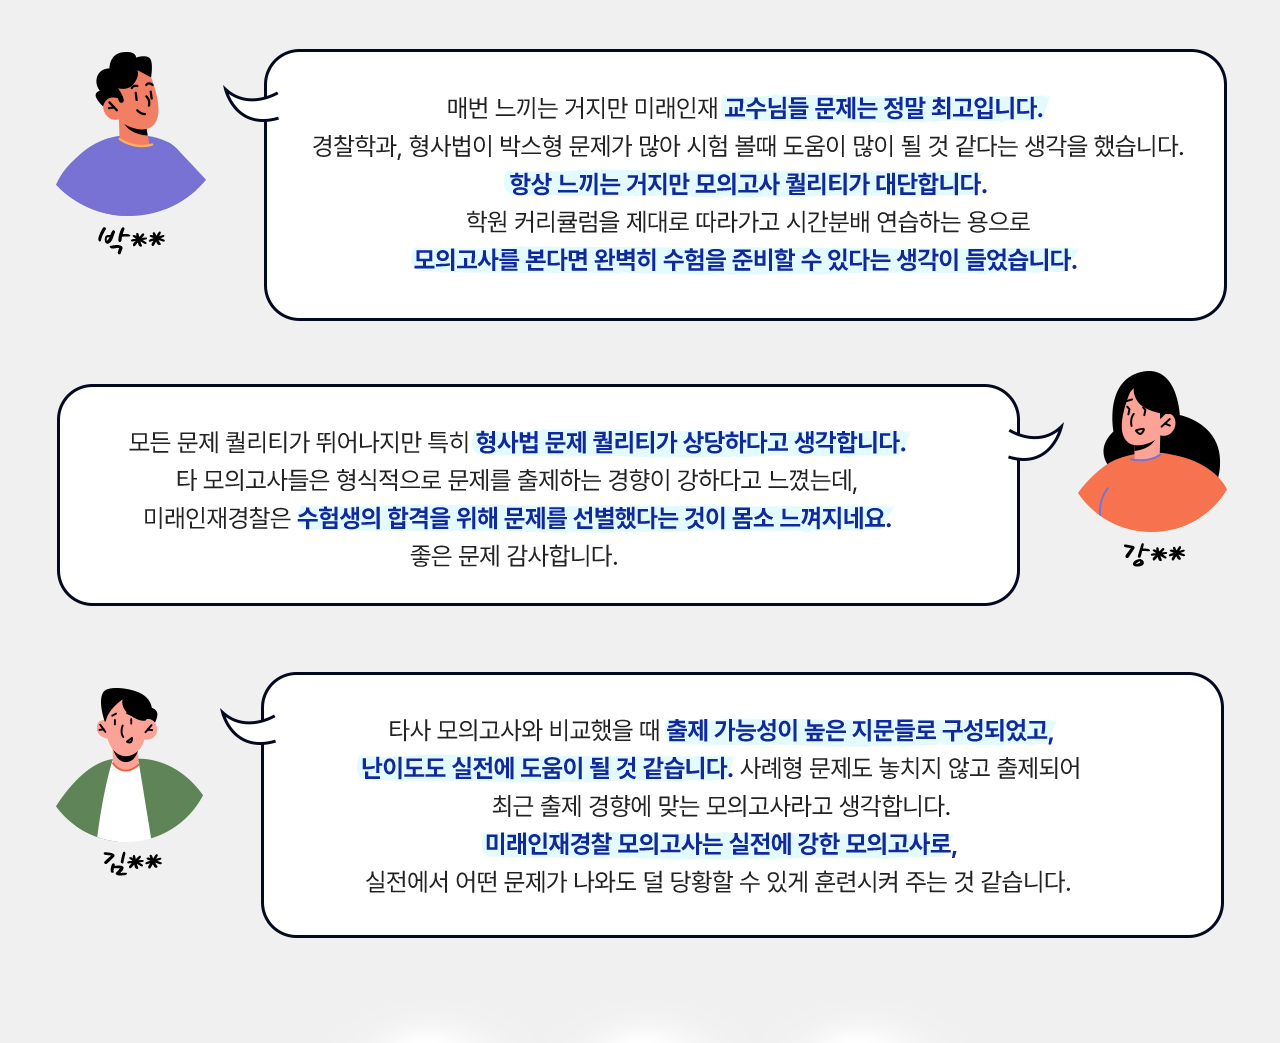 매번 느끼는 거지만 미래인재 교수님들 문제는 정말 최고입니다.
경찰학과, 형사법이 박스형 문제가 많아 시험 볼때 도움이 많이 될 것 같다는 생각을 했습니다.
항상 느끼는 거지만 모의고사 퀄리티가 대단합니다.
학원 커리큘럼을 제대로 따라가고 시간분배 연습하는 용으로
모의고사를 본다면 완벽히 수험을 준비할 수 있다는 생각이 들었습니다.
박**
모든 문제 퀄리티가 뛰어나지만 특히 형사법 문제 퀄리티가 상당하다고 생각합니다.
타 모의고사들은 형식적으로 문제를 출제하는 경향이 강하다고 느꼈는데,
미래인재경찰은 수험생의 합격을 위해 문제를 선별했다는 것이 몸소 느껴지네요.
좋은 문제 감사합니다.
강**
타사 모의고사와 비교했을 때 출제 가능성이 높은 지문들로 구성되었고,
난이도도 실전에 도움이 될 것 같습니다. 사례형 문제도 놓치지 않고 출제되어
최근 출제 경향에 맞는 모의고사라고 생각합니다.
미래인재경찰 모의고사는 실전에 강한 모의고사로,
실전에서 어떤 문제가 나와도 덜 당황할 수 있게 훈련시켜 주는 것 같습니다.
김**